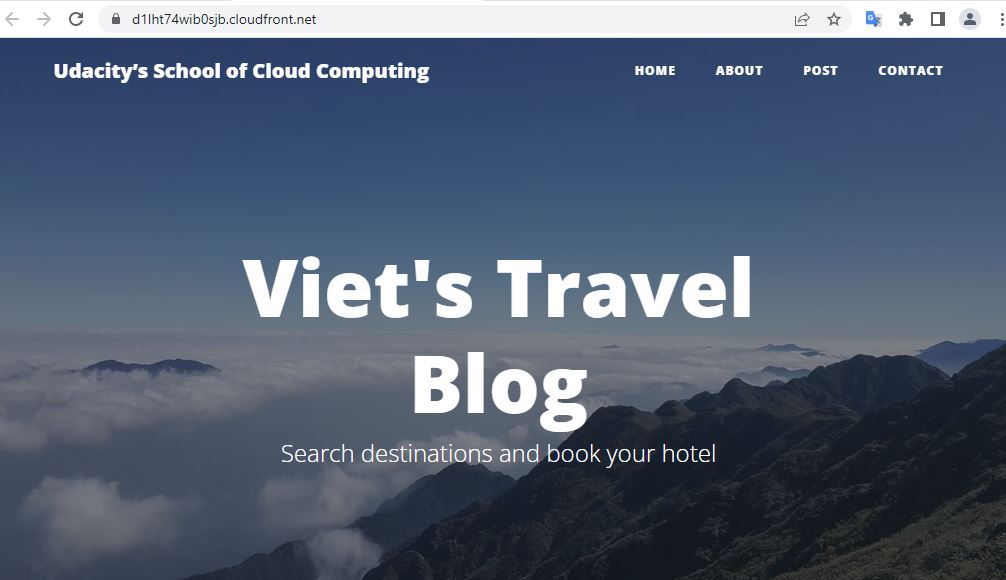 d1lht74wib0sjb.cloudfront.net
Udacity’s School of Cloud Computing HOME ABOUT POST CONTACT
Viet's Travel
Blog
Search destinations and book your hotel